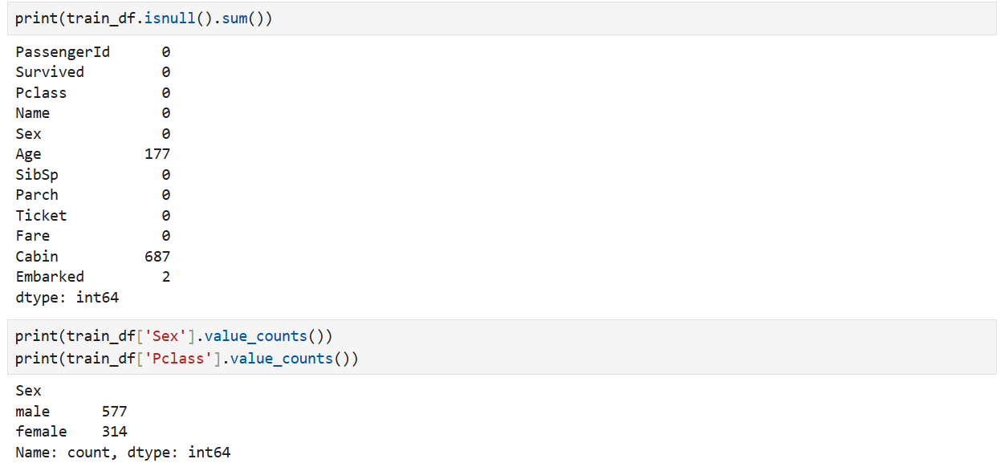 print(train_df.isnull().sum())
PassengerId      0
Survived         0
Pclass           0
Name             0
Sex              0
Age            177
SibSp            0
Parch            0
Ticket           0
Fare             0
Cabin          687
Embarked         2
dtype: int64
print(train_df['Sex'].value_counts())
print(train_df['Pclass'].value_counts())
Sex
male      577
female    314
Name: count, dtype: int64